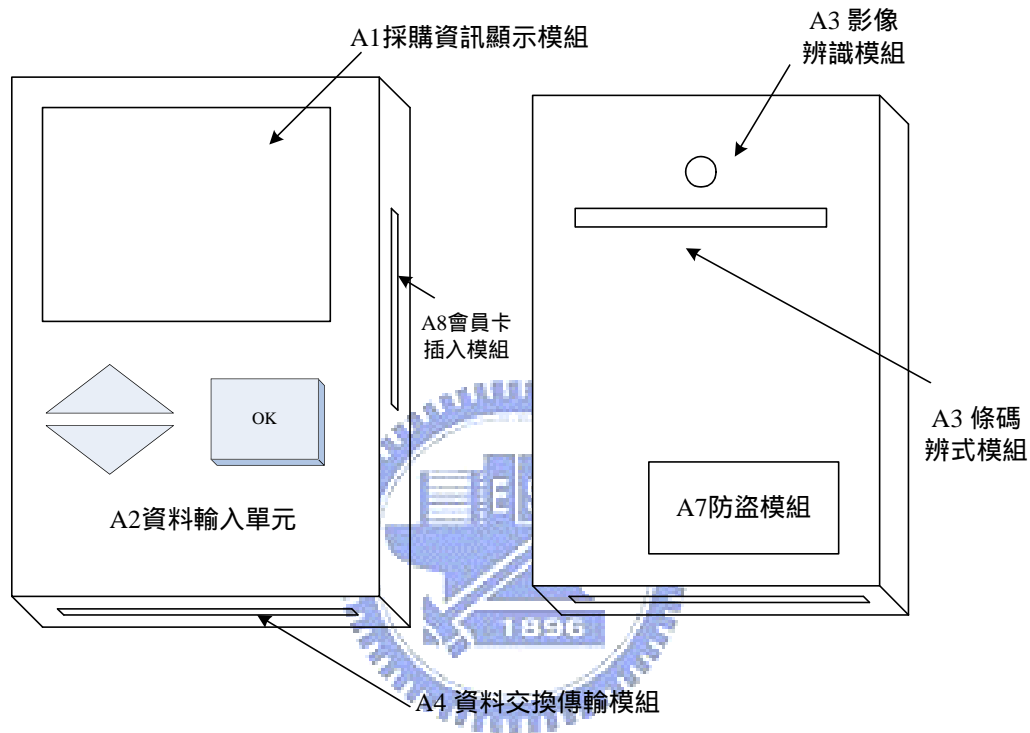 A1採購資訊顯示模組
A3 影像
辨識模組
A8會員卡
插入模組
OK
A3 條碼
辨式模組
A2資料輸入單元
A7防盜模組
1896
A4 資料交換傳輸模組